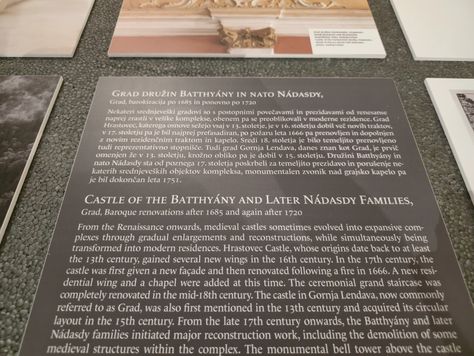 GRAD DRUŽIN BATTHYÁNY IN NATO NÁDASDY,
Grad, barokizacija po 1685 in ponovno po 1720
Nekateri srednjeveški gradovi so s postopnimi povečavami in prezidavami od renesanse
naprej zrastli v velike komplekse, obenem pa se preoblikovali v moderne rezidence. Grad
Hrastovec, katerega osnove sežejo vsaj v 13. stoletje, je v 16. stoletju dobil več novih traktov,
v 17. stoletju pa je bil najprej prefasadiran, po požaru leta 1666 pa prenovljen in dopolnjen
z novim rezidenčnim traktom in kapelo. Sredi 18. stoletja je bilo temeljito prenovljeno
tudi reprezentativno stopnišče. Tudi grad Gornja Lendava, danes znan kot Grad, je prvič
omenjen že v 13. stoletju, krožno obliko pa je dobil v 15. stoletju. Družini Batthyány in
nato Nádasdy sta od poznega 17. stoletja poskrbeli za temeljito prezidavo in porušenje ne-
katerih srednjeveških objektov kompleksa, monumentalen zvonik nad grajsko kapelo pa
je bil dokončan leta 1751.
CASTLE OF THE BATTHYÁNY AND LATER NÁDASDY FAMILIES,
Grad, Baroque renovations after 1685 and again after 1720
From the Renaissance onwards, medieval castles sometimes evolved into expansive com-
plexes through gradual enlargements and reconstructions, while simultaneously being
transformed into modern residences. Hrastovec Castle, whose origins date back to at least
the 13th century, gained several new wings in the 16th century. In the 17th century, the
castle was first given a new façade and then renovated following a fire in 1666. A new resi-
dential wing and a chapel were added at this time. The ceremonial grand staircase was
completely renovated in the mid-18th century. The castle in Gornja Lendava, now commonly
referred to as Grad, was also first mentioned in the 13th century and acquired its circular
layout in the 15th century. From the late 17th century onwards, the Batthyány and later
Nádasdy families initiated major reconstruction work, including the demolition of some
medieval structures within the complex. The monumental bell tower above the castle